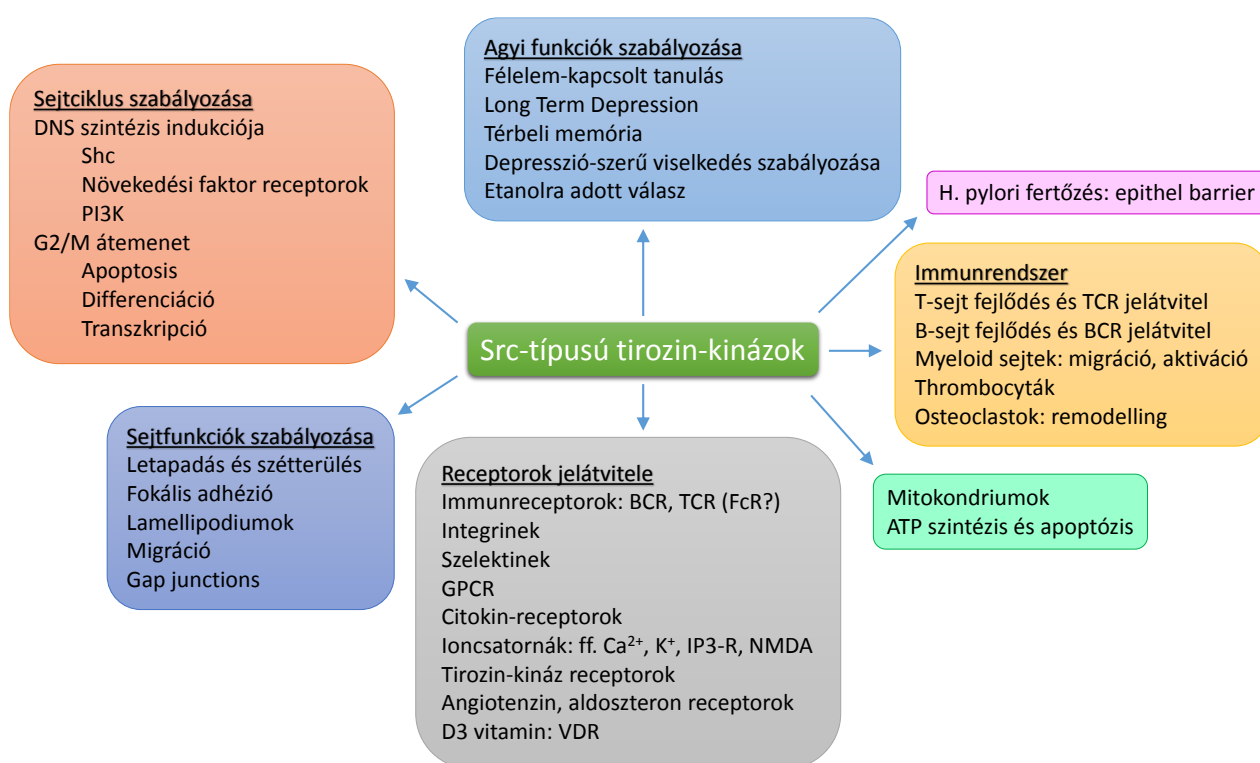 Sejtciklus szabályozása
DNS szintézis indukciója
Shc
Növekedési faktor receptorok
PI3K
G2/M átemenet
Apoptosis
Differenciáció
Transzkripció
Agyi funkciók szabályozása
Félelem-kapcsolt tanulás
Long Term Depression
Térbeli memória
Depresszió-szerű viselkedés szabályozása
Etanolra adott válasz
H. pylori fertőzés: epithel barrier
Immunrendszer
T-sejt fejlődés és TCR jelátvitel
B-sejt fejlődés és BCR jelátvitel
Myeloid sejtek: migráció, aktiváció
Thrombocyták
Osteoclastok: remodelling
Src-típusú tirozin-kinázok
Sejtfunkciók szabályozása
Letapadás és szétterülés
Fokális adhézió
Lamellipodiumok
Migráció
Gap junctions
Receptorok jelátvitele
Immunreceptorok: BCR, TCR (FcR?)
Integrinek
Szelektinek
GPCR
Citokin-receptorok
Ioncsatornák: ff. Ca²⁺, K⁺, IP3-R, NMDA
Tirozin-kináz receptorok
Angiotenzin, aldoszteron receptorok
D3 vitamin: VDR
Mitokondriumok
ATP szintézis és apoptózis